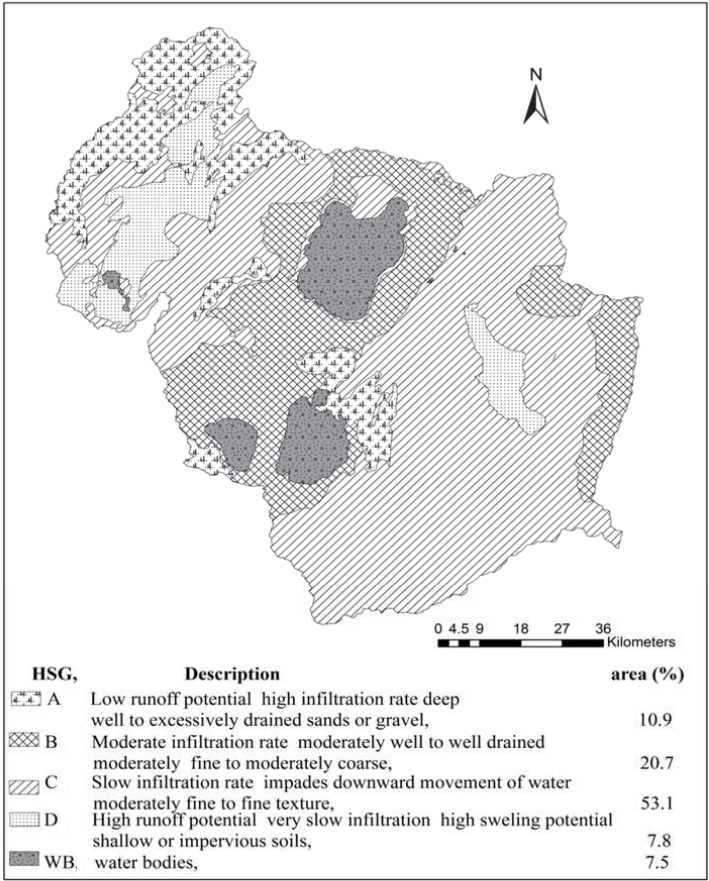 N
0 4.5 9 18 27 36
Kilometers
HSG, Description area (%)
A Low runoff potential high infiltration rate deep
well to excessively drained sands or gravel, 10.9
B Moderate infiltration rate moderately well to well drained
moderately fine to moderately coarse, 20.7
C Slow infiltration rate impades downward movement of water
moderately fine to fine texture, 53.1
D High runoff potential very slow infiltration high sweling potential
shallow or impervious soils, 7.8
WB, water bodies, 7.5